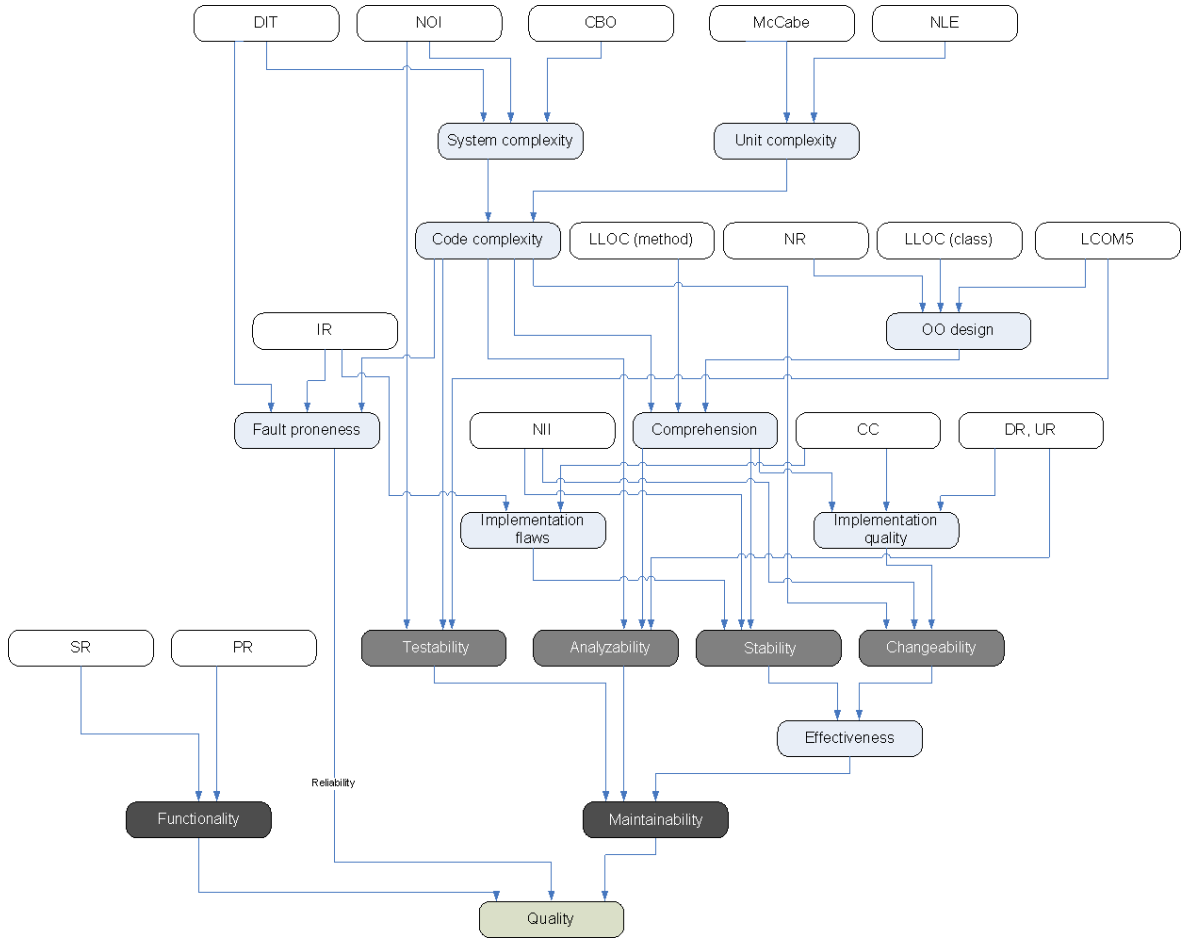 DIT
NOI
CBO
McCabe
NLE
System complexity
Unit complexity
Code complexity
LLOC (method)
NR
LLOC (class)
LCOM5
IR
OO design
Fault proneness
NII
Comprehension
CC
DR, UR
Implementation
flaws
Implementation
quality
SR
PR
Testability
Analyzability
Stability
Changeability
Effectiveness
Reliability
Functionality
Maintainability
Quality